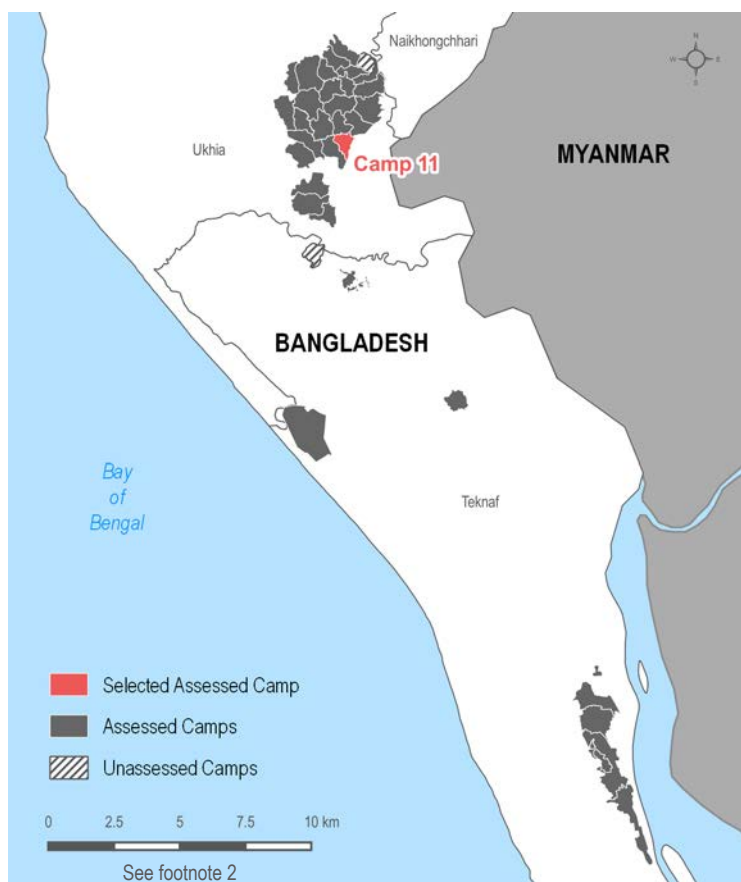 Naikhongchhari
N
W E
S
Ukhia
MYANMAR
Camp 11
BANGLADESH
Bay
of
Bengal
Teknaf
Selected Assessed Camp
Assessed Camps
Unassessed Camps
0 2.5 5 7.5 10 km
See footnote 2